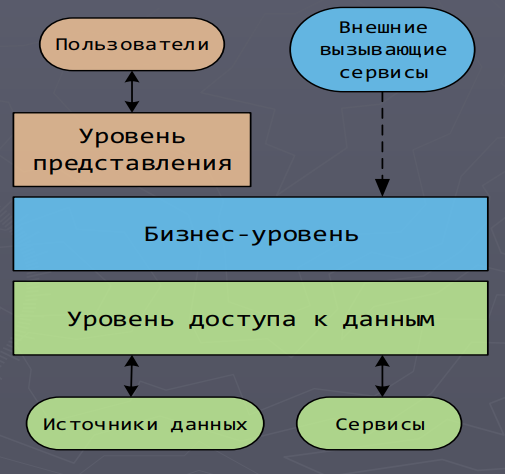 Пользователи
Внешние
вызывающие
сервисы
Уровень
представления
Бизнес-уровень
Уровень доступа к данным
Источники данных
Сервисы